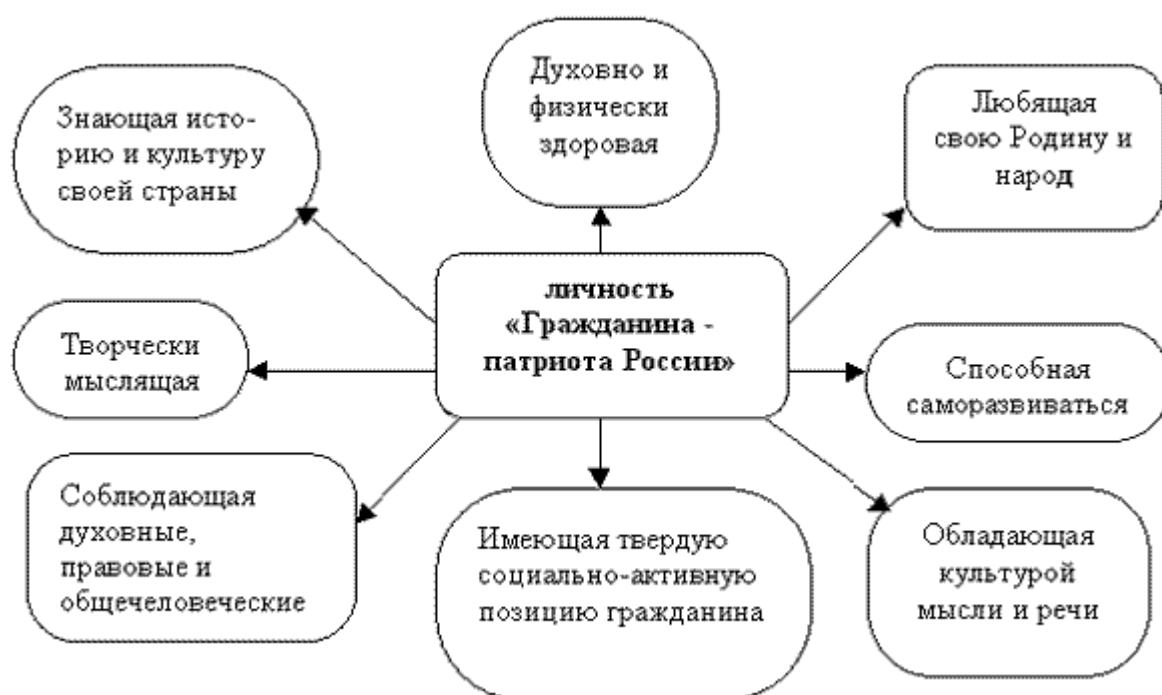 Духовно и
физически
здоровая
Знающая исто-
рию и культуру
своей страны
Любящая
свою Родину и
народ
личность
«Гражданина -
патриота России»
Творчески
мыслящая
Способная
саморазвиваться
Соблюдающая
духовные,
правовые и
общечеловеческие
Имеющая твердую
социально-активную
позицию гражданина
Обладающая
культурой
мысли и речи